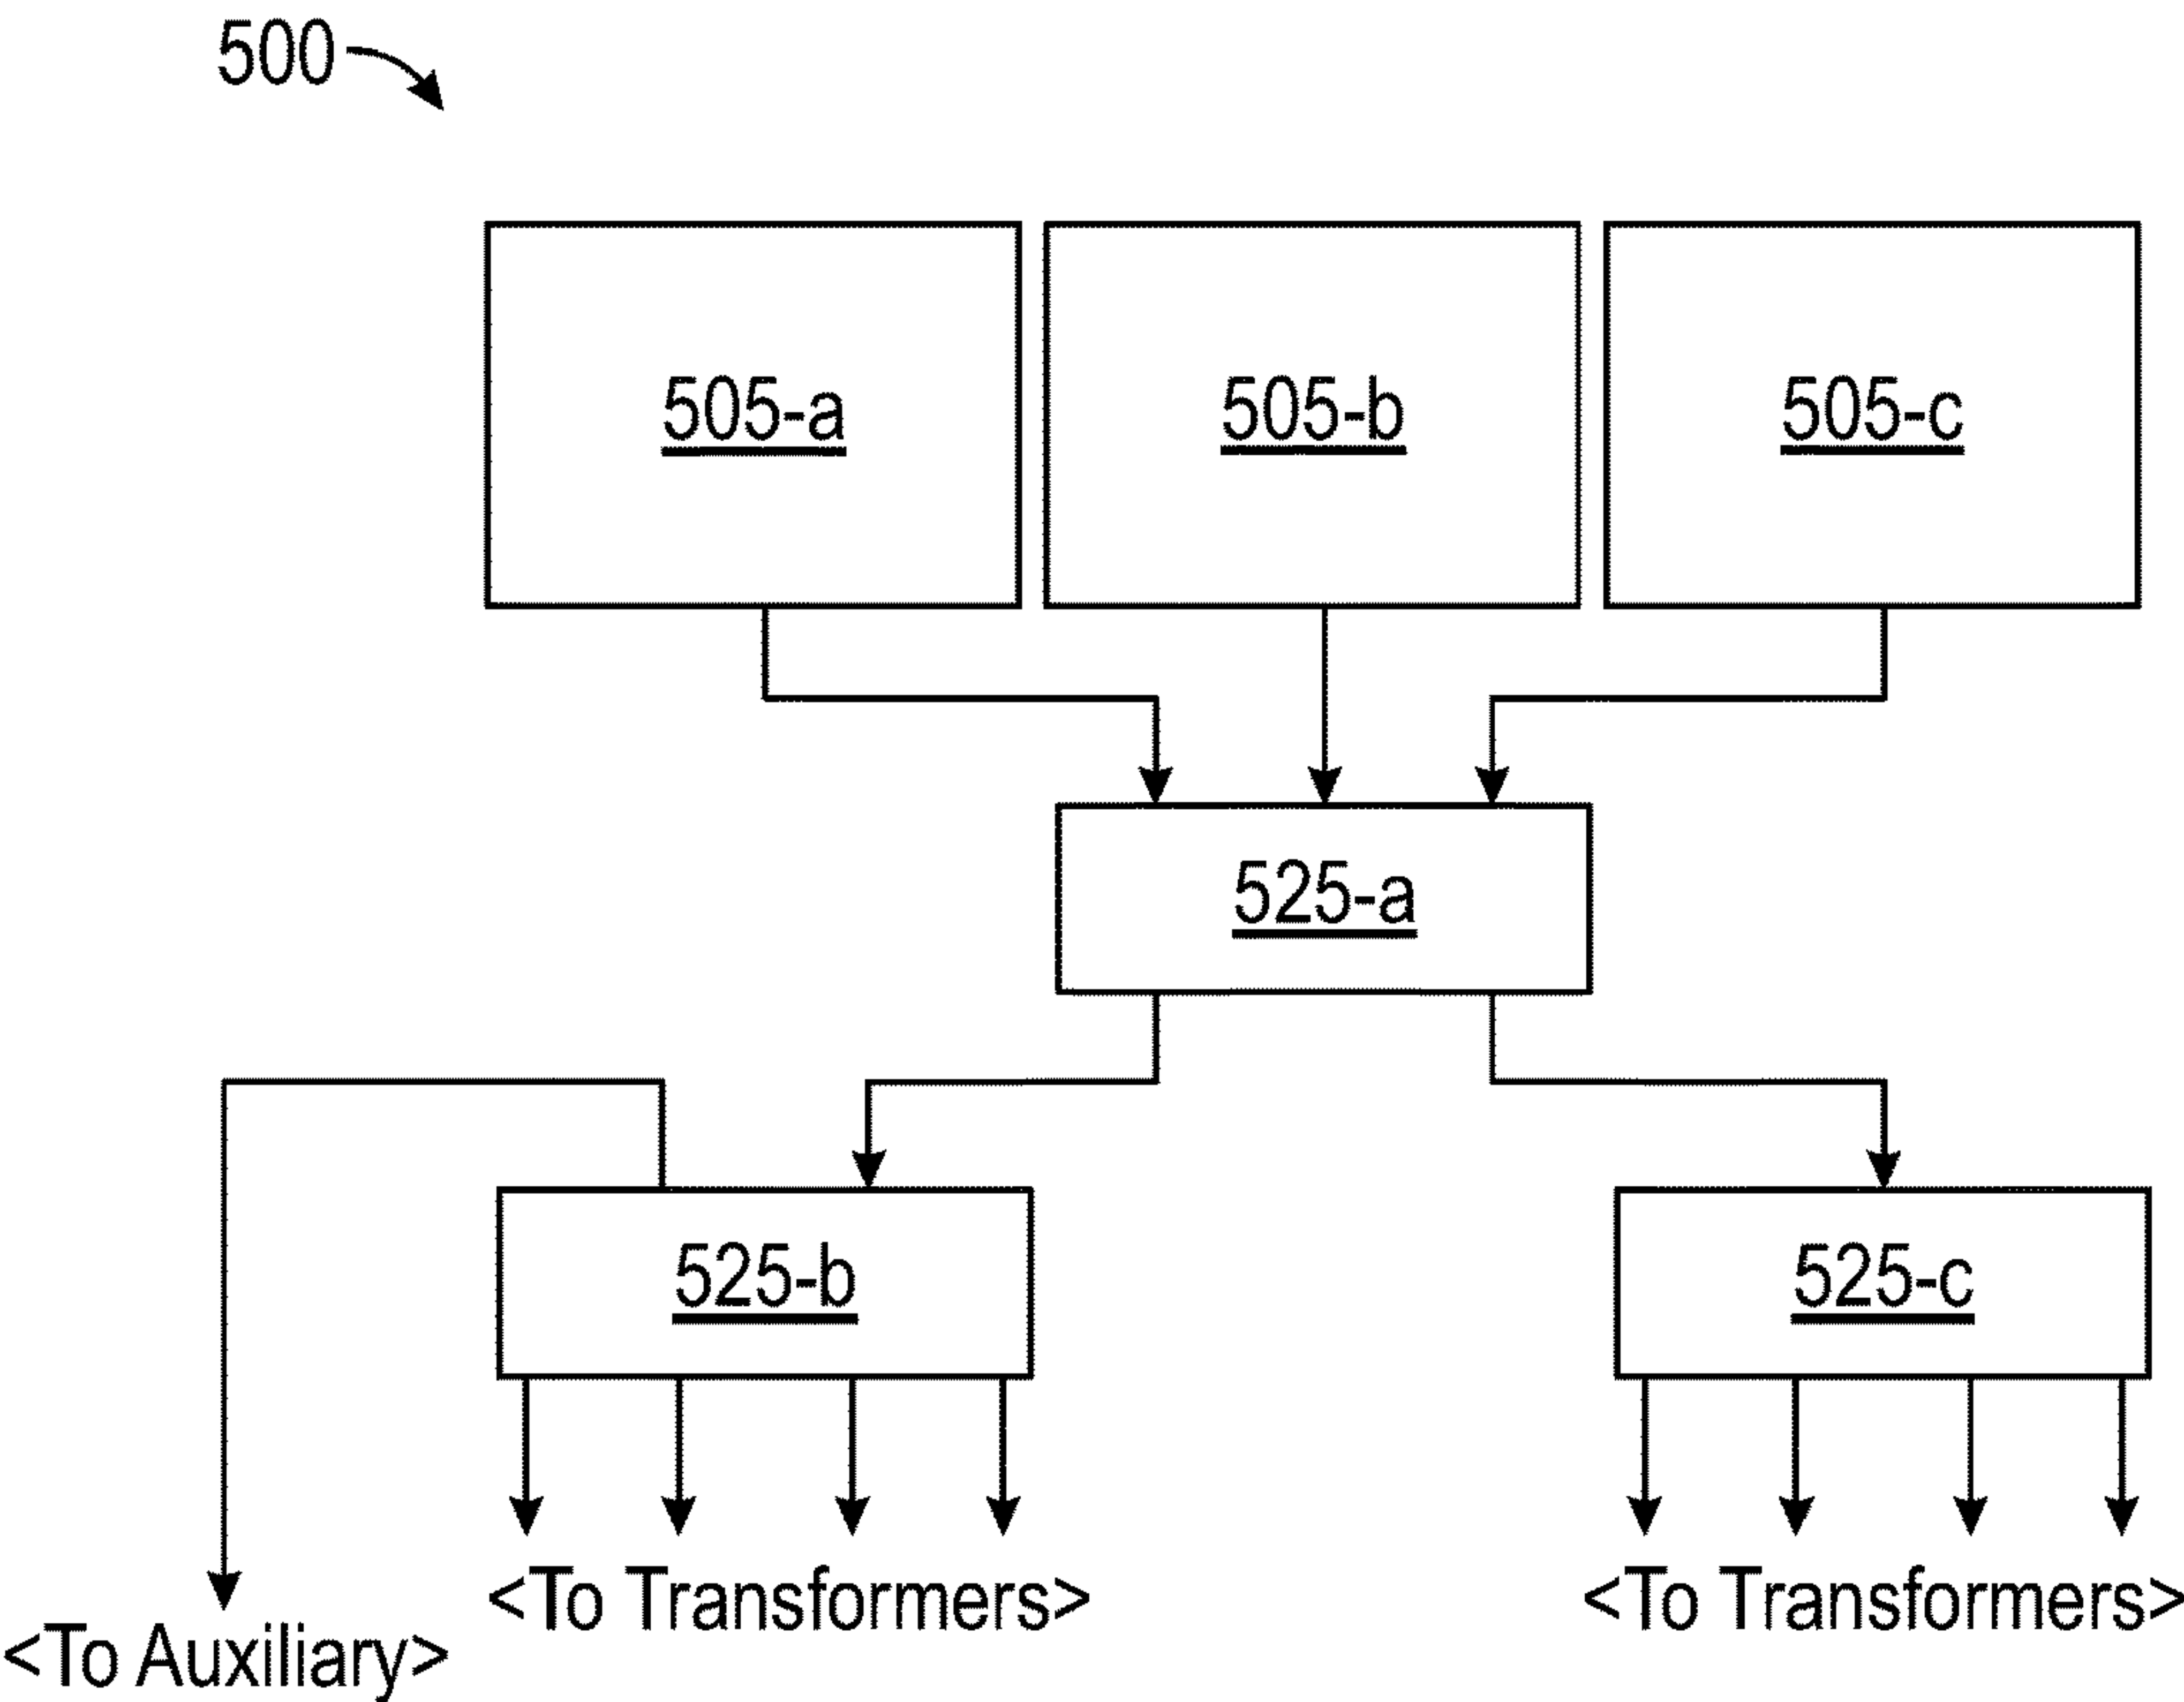 500
505-a
505-b
505-c
525-a
525-b
525-c
<To Transformers>
<To Transformers>
<To Auxiliary>